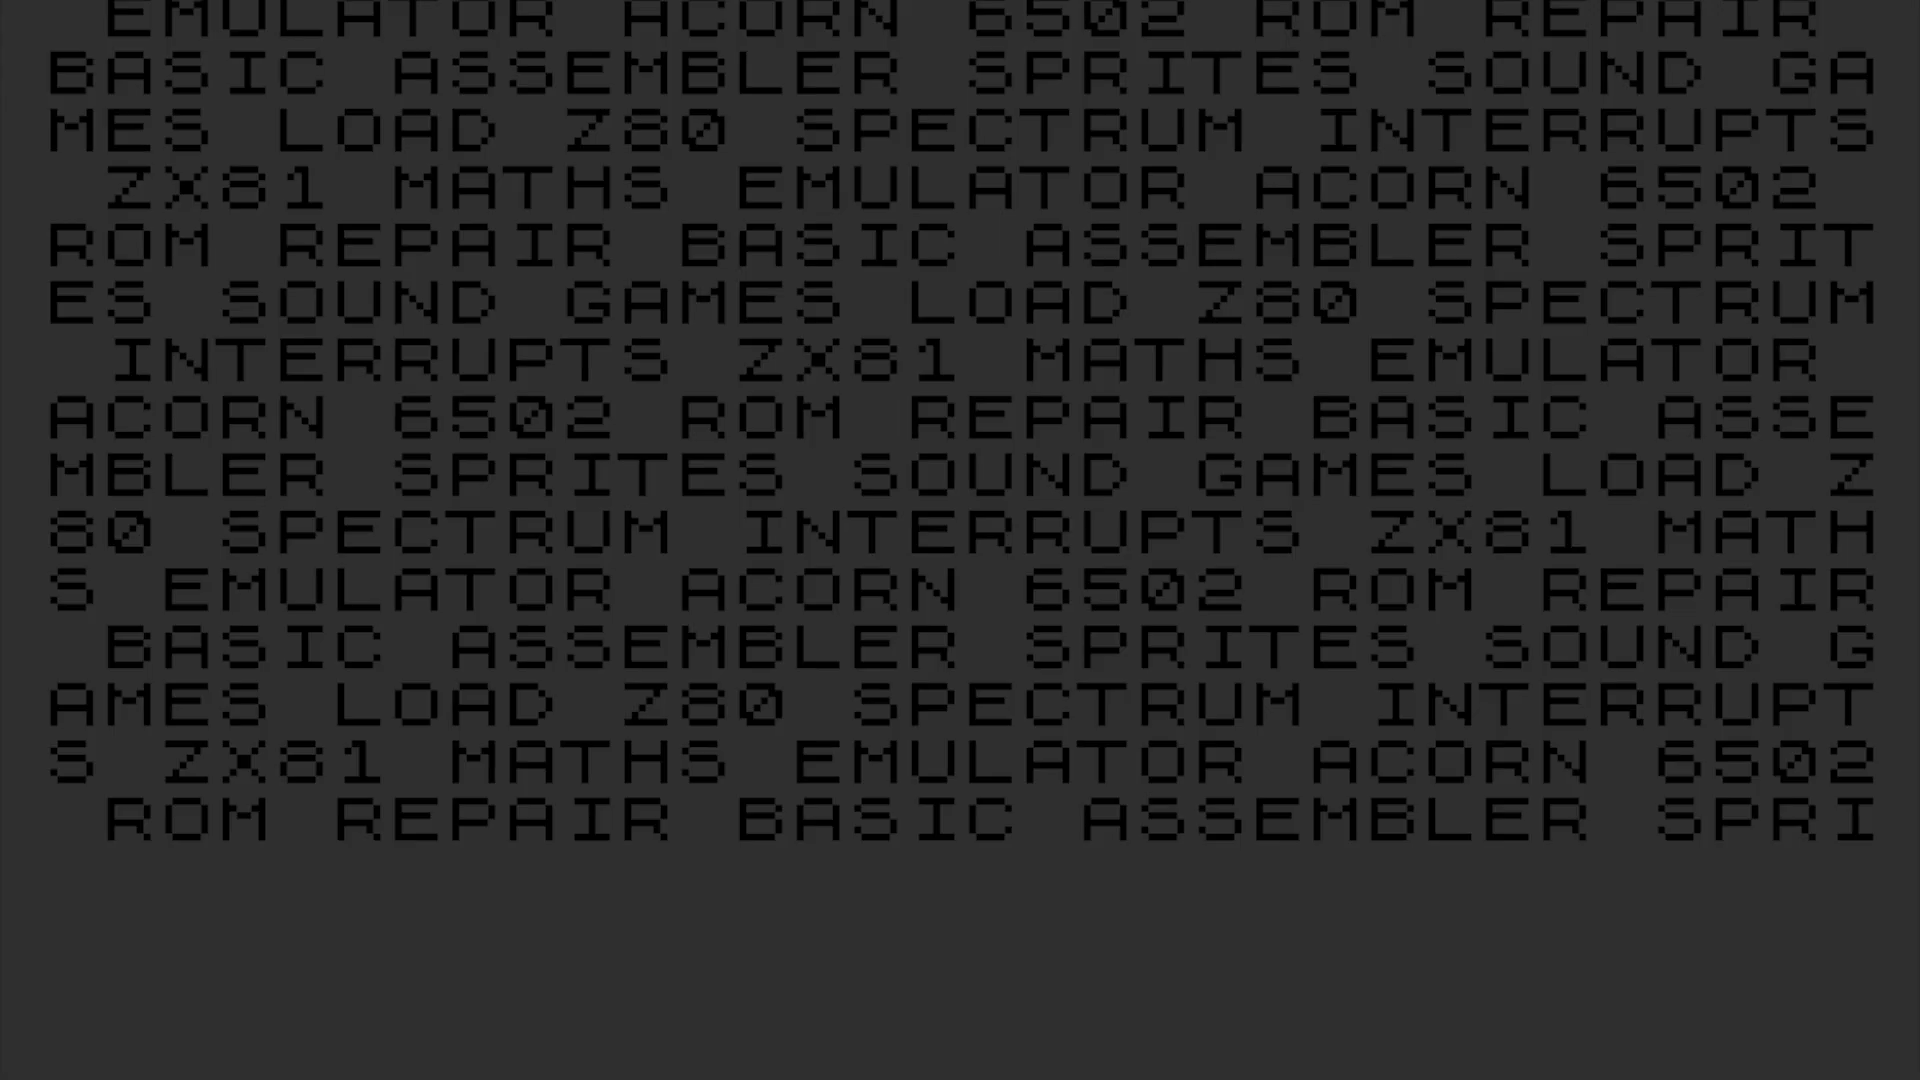 EMULATOR ACORN 6502 ROM REPAIR
BASIC ASSEMBLER SPRITES SOUND GA
MES LOAD Z80 SPECTRUM INTERRUPTS
ZX81 MATHS EMULATOR ACORN 6502
ROM REPAIR BASIC ASSEMBLER SPRIT
ES SOUND GAMES LOAD Z80 SPECTRUM
INTERRUPTS ZX81 MATHS EMULATOR
ACORN 6502 ROM REPAIR BASIC ASSE
MBLER SPRITES SOUND GAMES LOAD Z
80 SPECTRUM INTERRUPTS ZX81 MATH
S EMULATOR ACORN 6502 ROM REPAIR
BASIC ASSEMBLER SPRITES SOUND G
AMES LOAD Z80 SPECTRUM INTERRUPT
S ZX81 MATHS EMULATOR ACORN 6502
ROM REPAIR BASIC ASSEMBLER SPRI